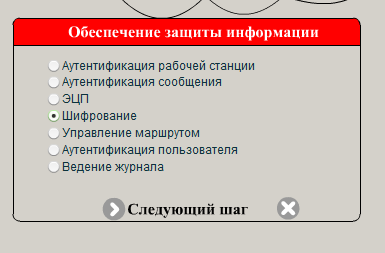 Обеспечение защиты информации
Аутентификация рабочей станции
Аутентификация сообщения
ЭЦП
Шифрование
Управление маршрутом
Аутентификация пользователя
Ведение журнала
Следующий шаг